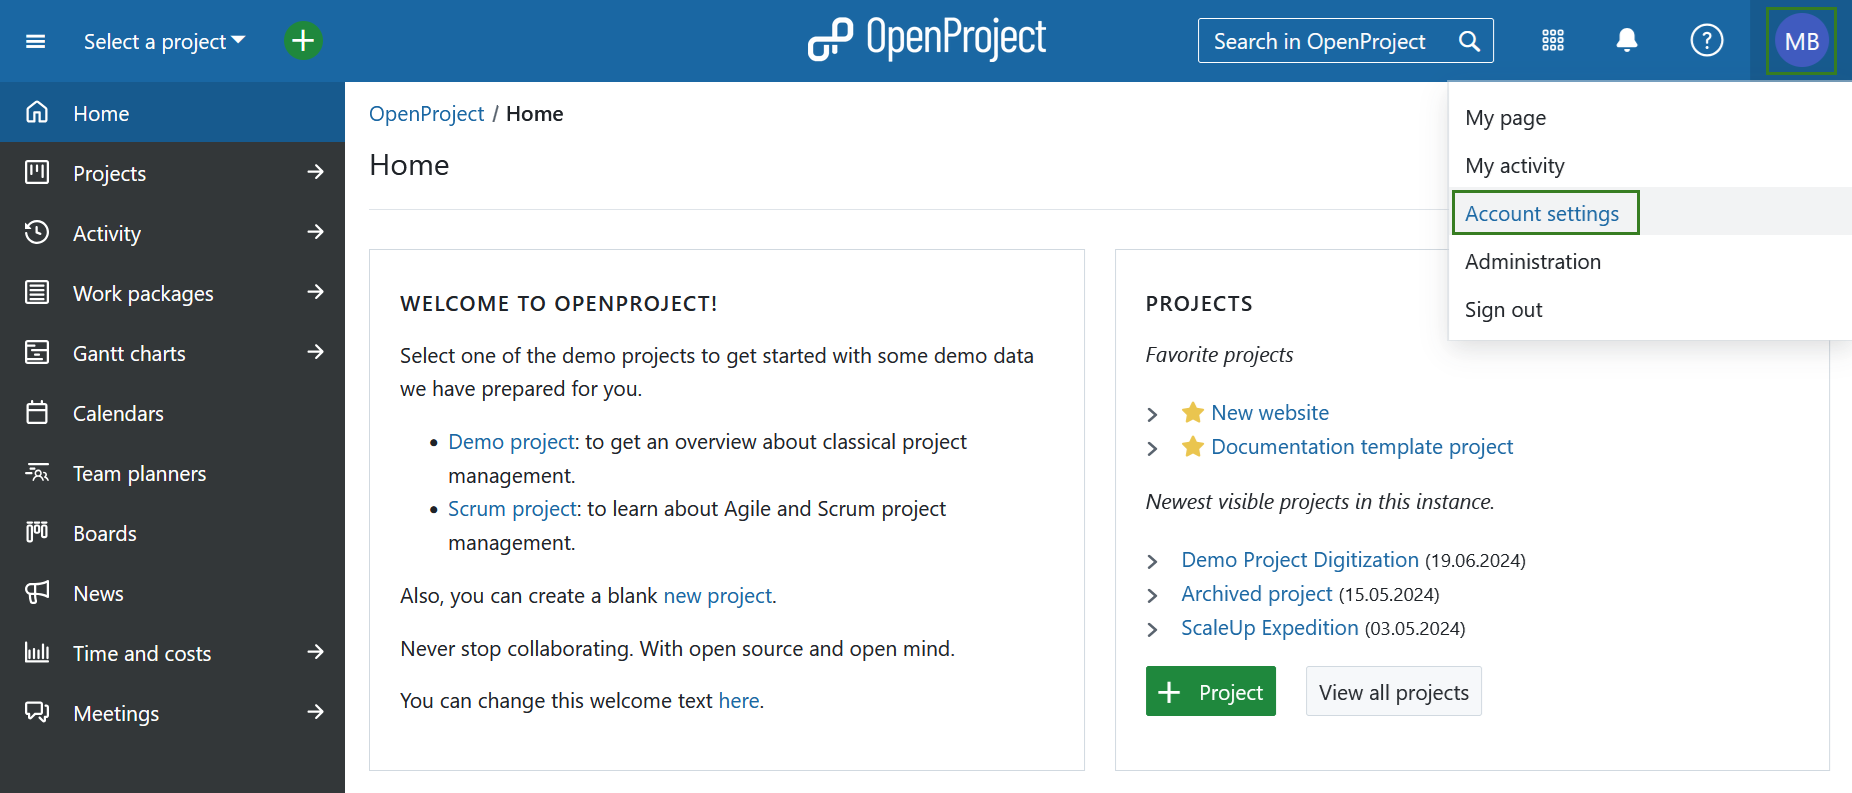 Select a project
OpenProject
Search in OpenProject
MB
Home
Projects
Activity
Work packages
Gantt charts
Calendars
Team planners
Boards
News
Time and costs
Meetings
OpenProject / Home
Home
WELCOME TO OPENPROJECT!
Select one of the demo projects to get started with some demo data
we have prepared for you.
• Demo project: to get an overview about classical project
management.
• Scrum project: to learn about Agile and Scrum project
management.
Also, you can create a blank new project.
Never stop collaborating. With open source and open mind.
You can change this welcome text here.
PROJECTS
Favorite projects
New website
Documentation template project
Newest visible projects in this instance.
Demo Project Digitization (19.06.2024)
Archived project (15.05.2024)
ScaleUp Expedition (03.05.2024)
+ Project
View all projects
My page
My activity
Account settings
Administration
Sign out